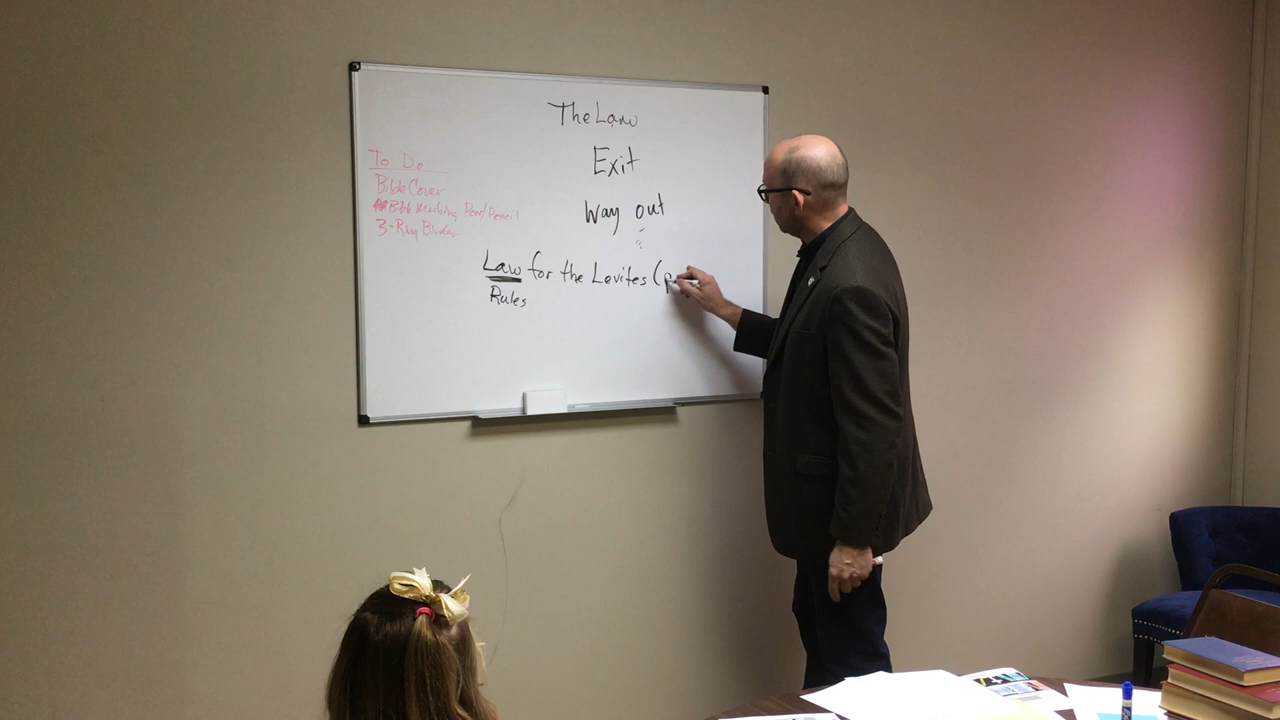 The Law
Exit
Way out
Law for the Levites (p
Rules
To Do
Bible Cover
Bible Marking Pen/Pencil
3-Ring Binder